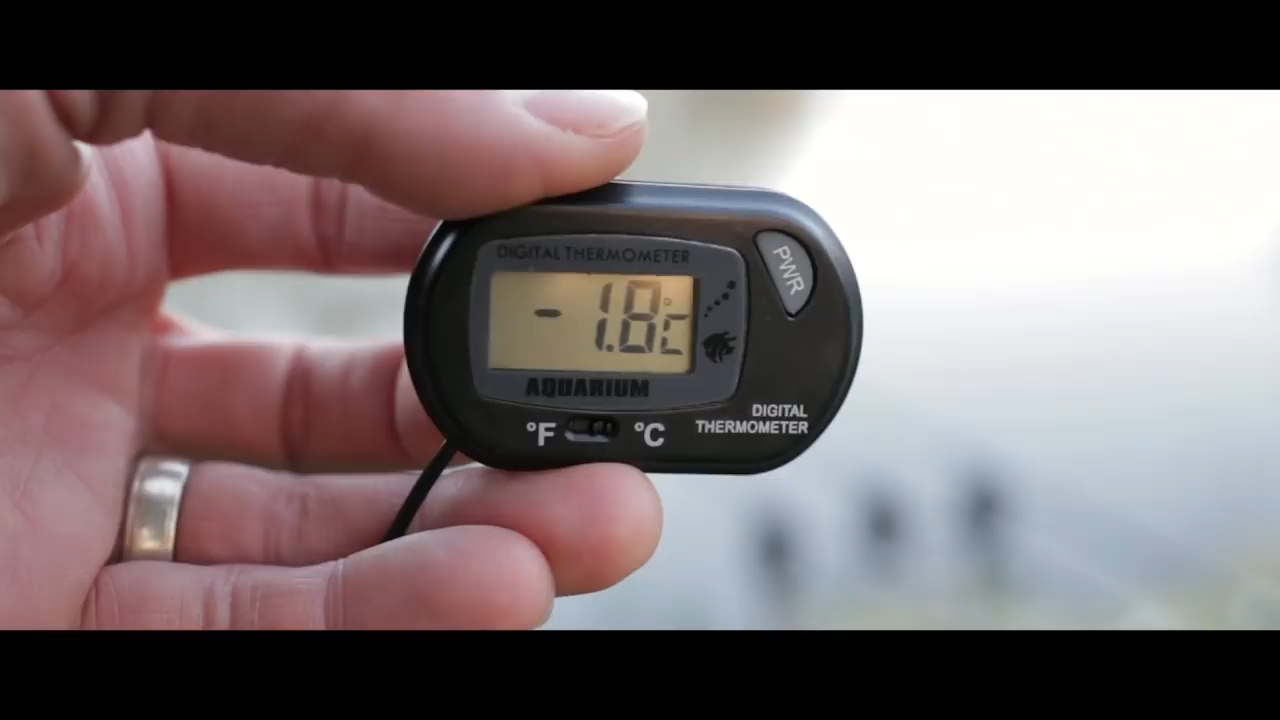 DIGITAL THERMOMETER
PWR
-1.8°C
AQUARIUM
°F °C
DIGITAL
THERMOMETER